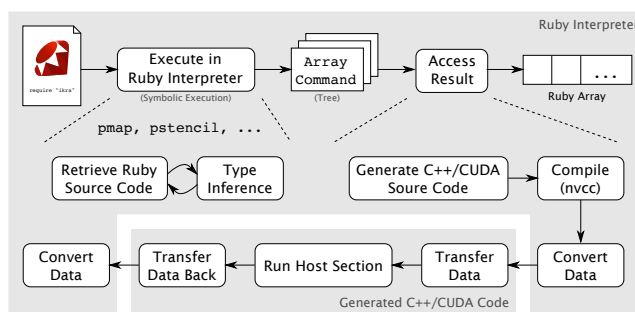 Ruby Interpreter
require "ikra"
Execute in
Ruby Interpreter
(Symbolic Execution)
Array
Command
(Tree)
Access
Result
...
Ruby Array
pmap, pstencil, ...
Retrieve Ruby
Source Code
Type
Inference
Generate C++/CUDA
Soure Code
Compile
(nvcc)
Convert
Data
Transfer
Data Back
Run Host Section
Transfer
Data
Convert
Data
Generated C++/CUDA Code